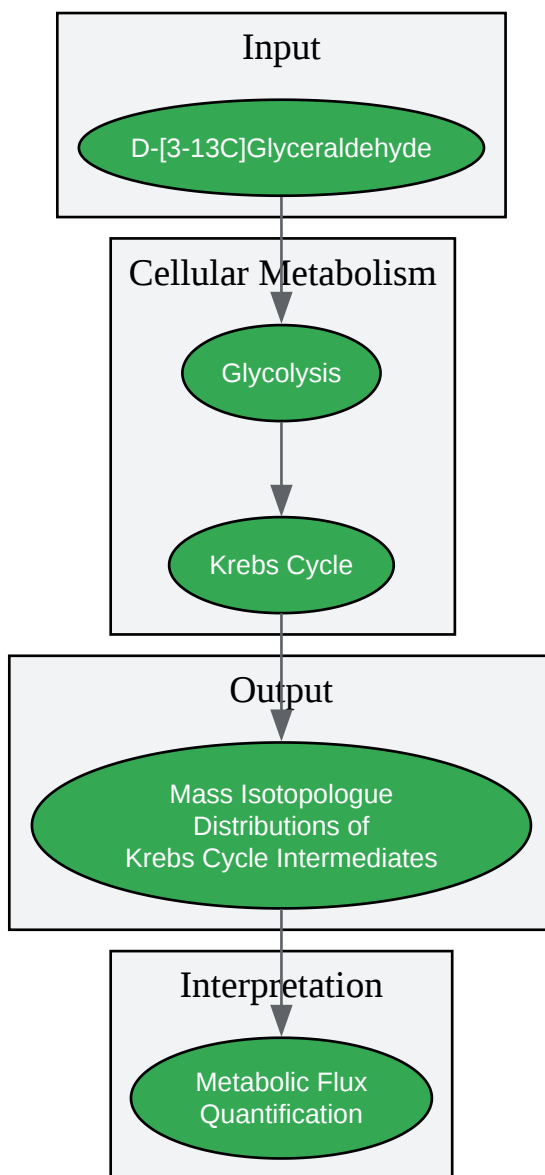 Input
D-[3-13C]Glyceraldehyde
Cellular Metabolism
Glycolysis
Krebs Cycle
Output
Mass Isotopologue
Distributions of
Krebs Cycle Intermediates
Interpretation
Metabolic Flux
Quantification